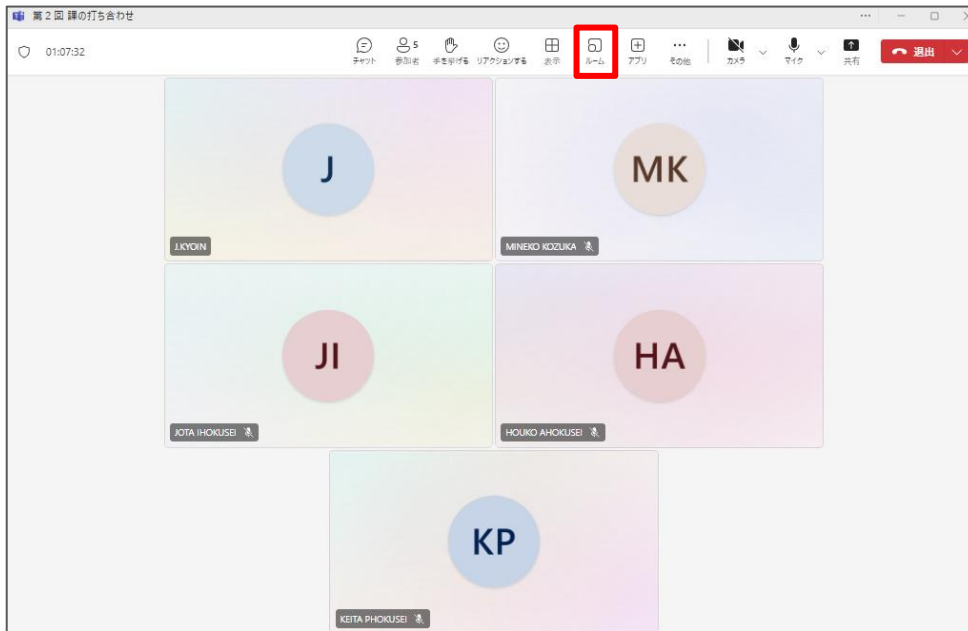 第2回 課の打ち合わせ
01:07:32
チャット
5
参加者
手を挙げる
リアクションする
表示
ルーム
アプリ
その他
カメラ
マイク
共有
退出
J
J.KYOIN
MK
MINEKO KOZUKA
JI
JOTA IHOKUSEI
HA
HOUKO AHOKUSEI
KP
KEITA PHOKUSEI